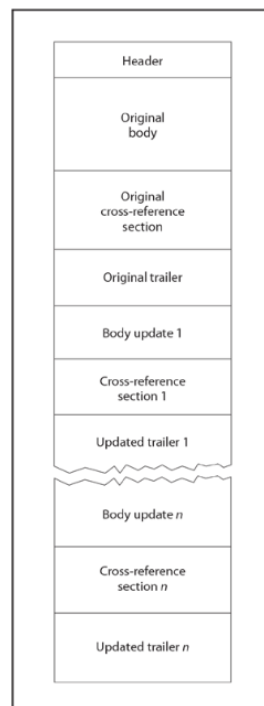 Header
Original
body
Original
cross-reference
section
Original trailer
Body update 1
Cross-reference
section 1
Updated trailer 1
Body update n
Cross-reference
section n
Updated trailer n